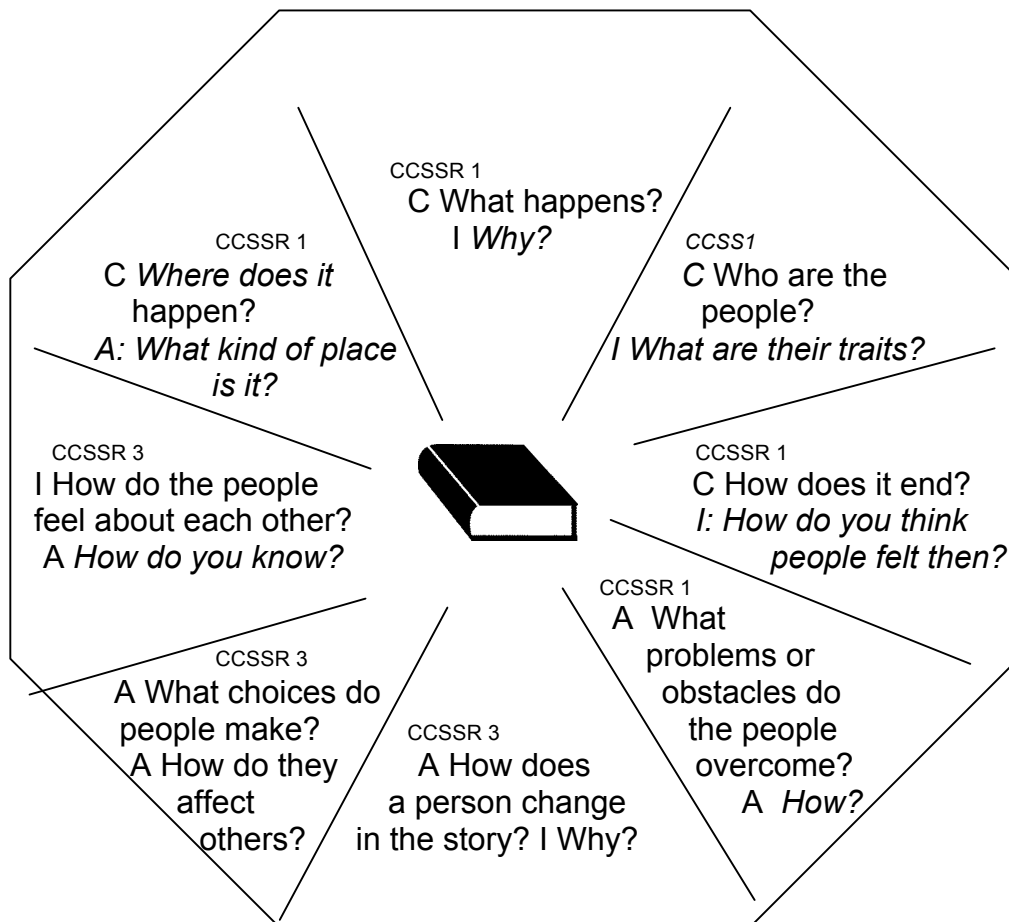 CCSSR 1
C What happens?
I Why?
CCSS1
C Who are the
people?
I What are their traits?
CCSSR 1
C How does it end?
I: How do you think
people felt then?
CCSSR 1
A What
problems or
obstacles do
the people
overcome?
A How?
CCSSR 3
A How does
a person change
in the story? I Why?
CCSSR 3
A What choices do
people make?
A How do they
affect
others?
CCSSR 3
I How do the people
feel about each other?
A How do you know?
CCSSR 1
C Where does it
happen?
A: What kind of place
is it?